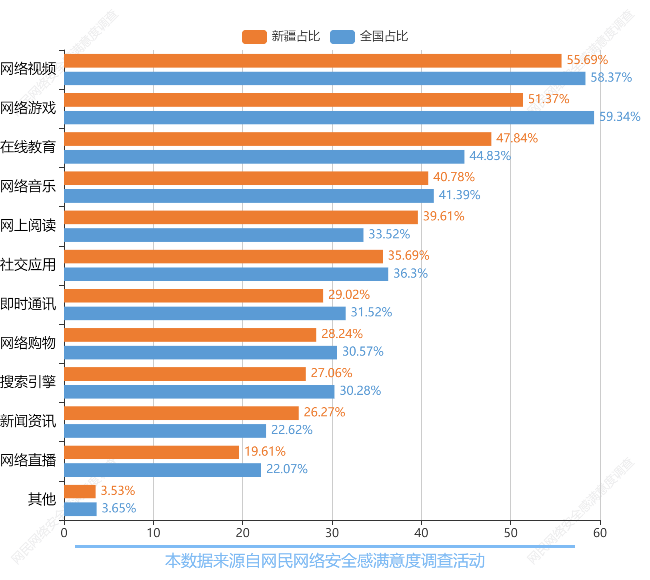 新疆占比 全国占比
网络视频 55.69%
58.37%
网络游戏 51.37%
59.34%
在线教育 47.84%
44.83%
网络音乐 40.78%
41.39%
网上阅读 39.61%
33.52%
社交应用 35.69%
36.3%
即时通讯 29.02%
31.52%
网络购物 28.24%
30.57%
搜索引擎 27.06%
30.28%
新闻资讯 26.27%
22.62%
网络直播 19.61%
22.07%
其他 3.53%
3.65%
0 10 20 30 40 50 60
本数据来源自网民网络安全感满意度调查活动